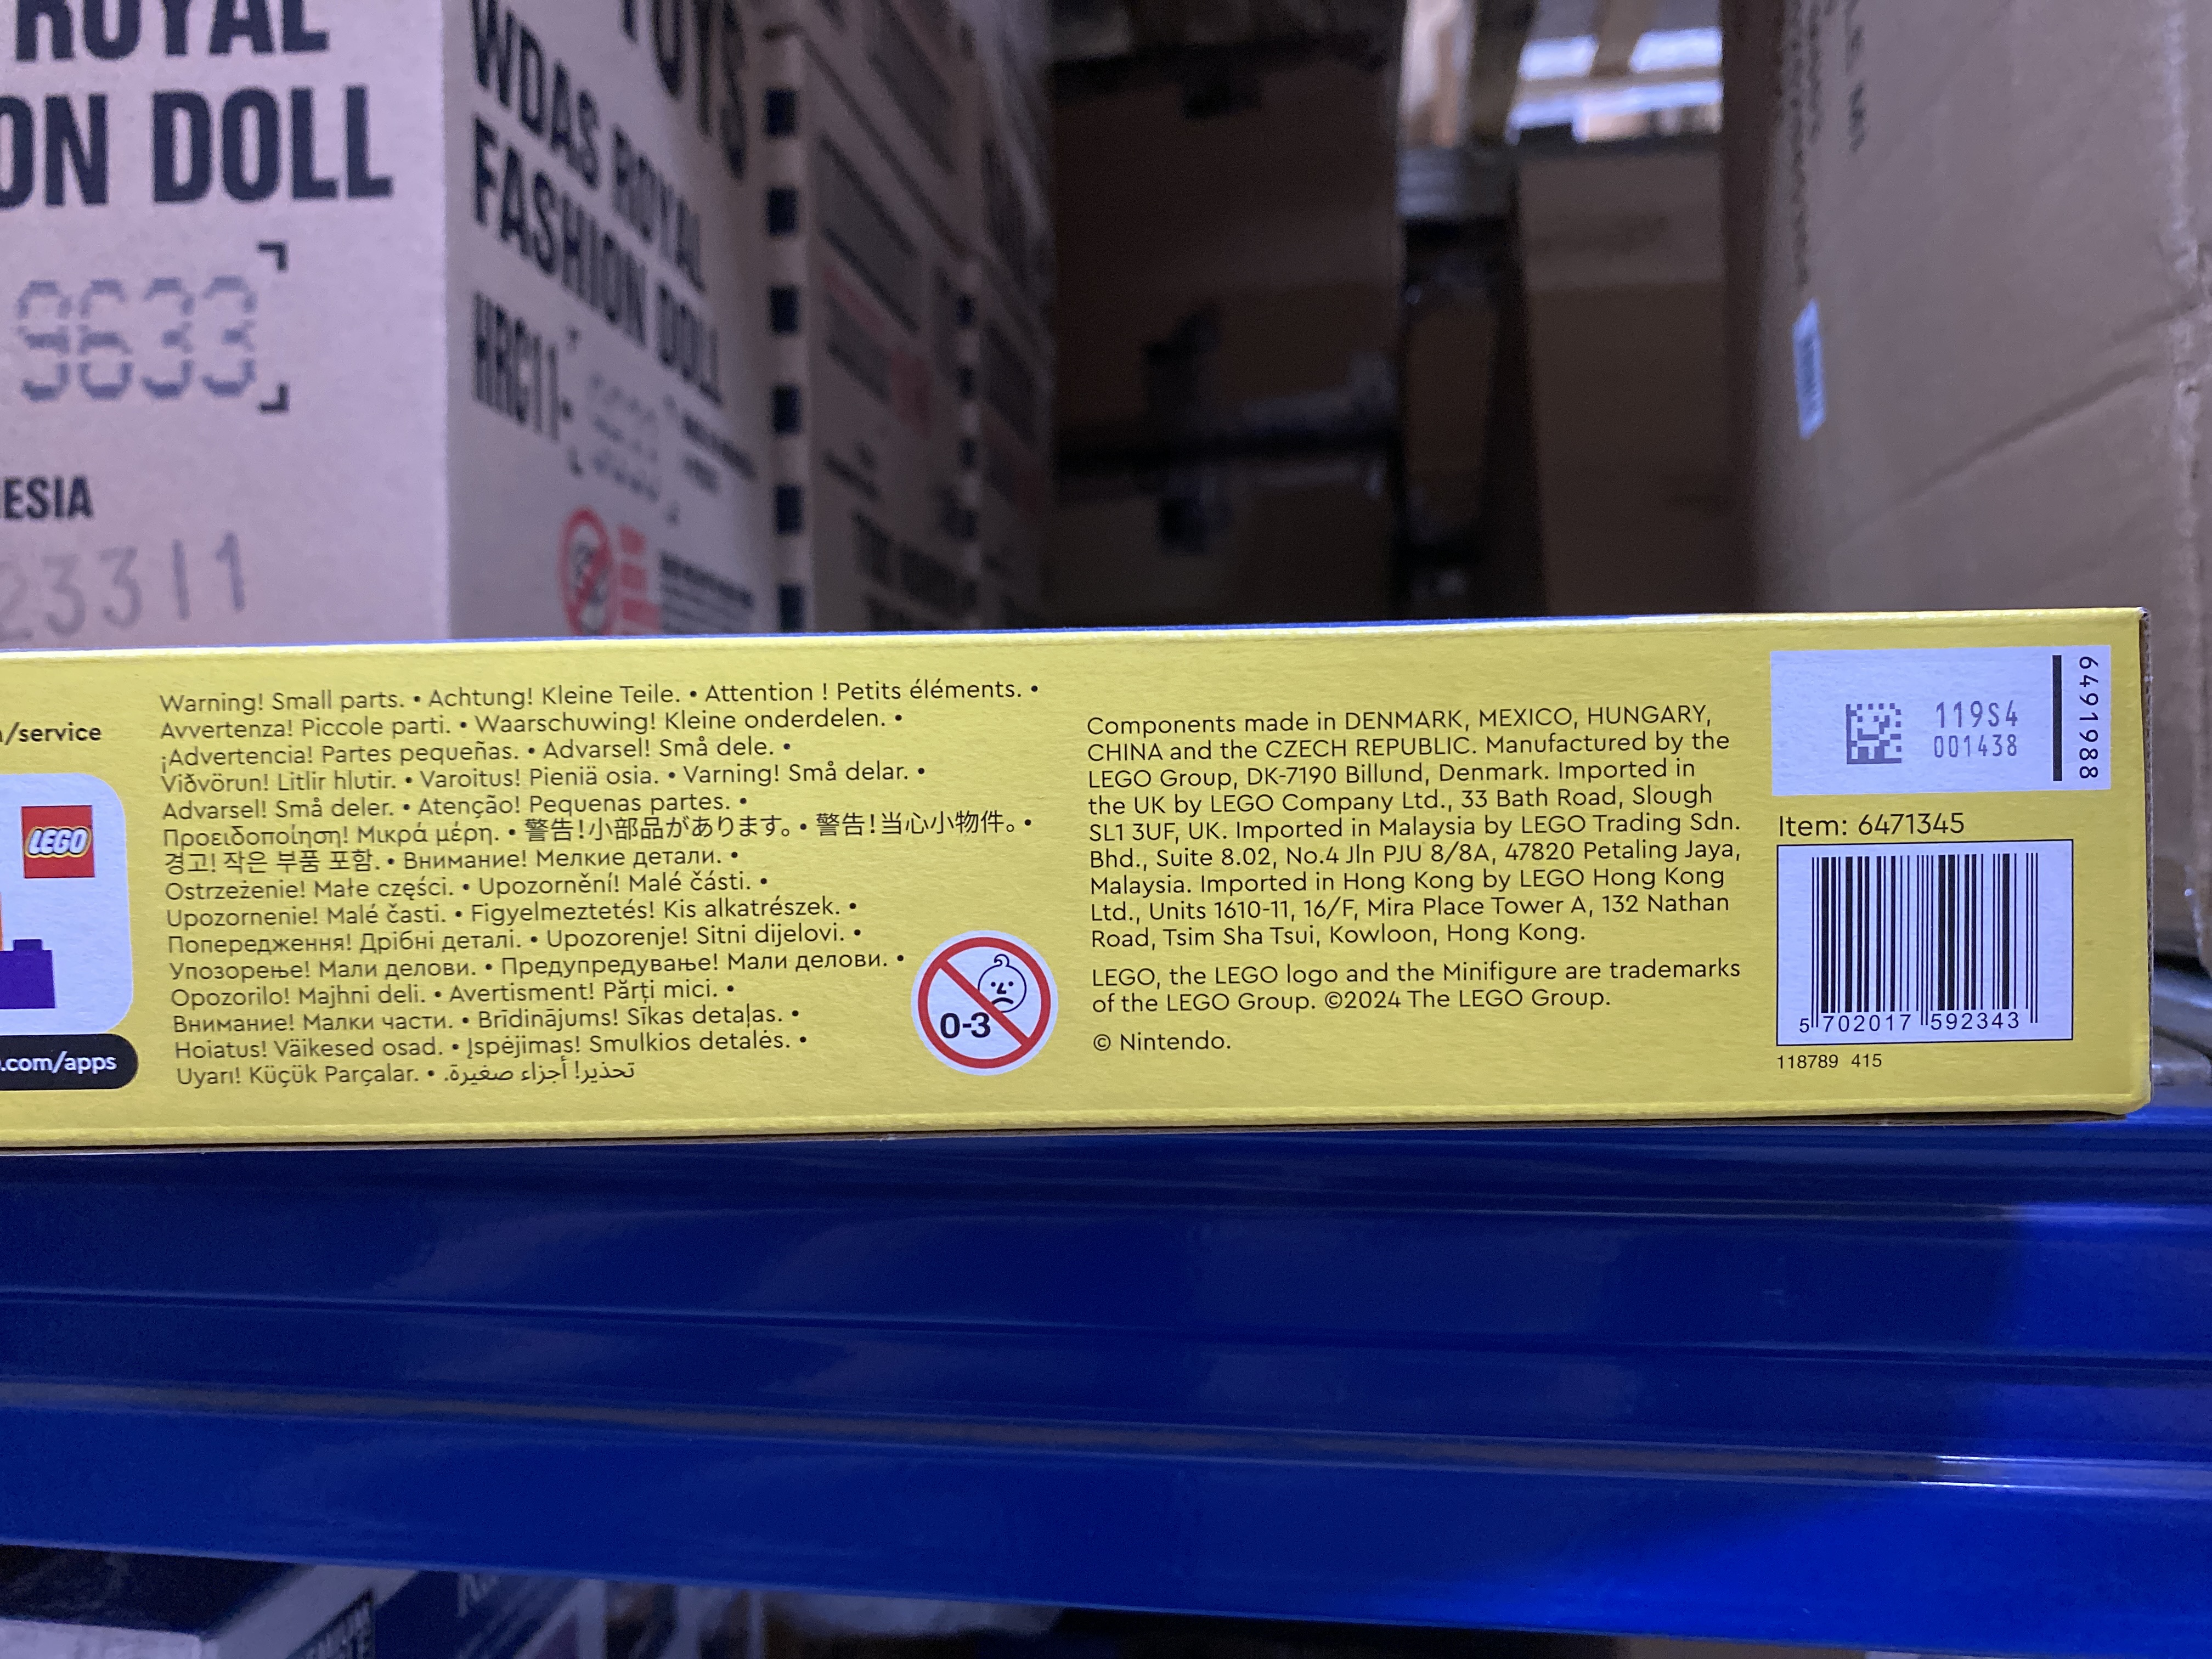 ROYAL
ON DOLL
9633
ESIA
23311
TOYS
WDAS ROYAL
FASHION DOLL
HRC11-
/service
LEGO
.com/apps
Warning! Small parts. • Achtung! Kleine Teile. • Attention ! Petits éléments. •
Avvertenza! Piccole parti. • Waarschuwing! Kleine onderdelen. •
¡Advertencia! Partes pequeñas. • Advarsel! Små dele. •
Viðvörun! Litlir hlutir. • Varoitus! Pieniä osia. • Varning! Små delar. •
Advarsel! Små deler. • Atenção! Pequenas partes. •
Προειδοποίηση! Μικρά μέρη. • 警告!小部品があります。• 警告!当心小物件。•
경고! 작은 부품 포함. • Внимание! Мелкие детали. •
Ostrzeżenie! Małe części. • Upozornění! Malé části. •
Upozornenie! Malé časti. • Figyelmeztetés! Kis alkatrészek. •
Попередження! Дрібні деталі. • Upozorenje! Sitni dijelovi. •
Упозорење! Мали делови. • Предупредување! Мали делови. •
Opozorilo! Majhni deli. • Avertisment! Părți mici. •
Внимание! Малки части. • Brīdinājums! Sīkas detaļas. •
Hoiatus! Väikesed osad. • Įspėjimas! Smulkios detalės. •
Uyarı! Küçük Parçalar. • تحذير! أجزاء صغيرة.
0-3
Components made in DENMARK, MEXICO, HUNGARY,
CHINA and the CZECH REPUBLIC. Manufactured by the
LEGO Group, DK-7190 Billund, Denmark. Imported in
the UK by LEGO Company Ltd., 33 Bath Road, Slough
SL1 3UF, UK. Imported in Malaysia by LEGO Trading Sdn.
Bhd., Suite 8.02, No.4 Jln PJU 8/8A, 47820 Petaling Jaya,
Malaysia. Imported in Hong Kong by LEGO Hong Kong
Ltd., Units 1610-11, 16/F, Mira Place Tower A, 132 Nathan
Road, Tsim Sha Tsui, Kowloon, Hong Kong.
LEGO, the LEGO logo and the Minifigure are trademarks
of the LEGO Group. ©2024 The LEGO Group.
© Nintendo.
119S4
001438
6491988
Item: 6471345
5 702017 592343
118789 415